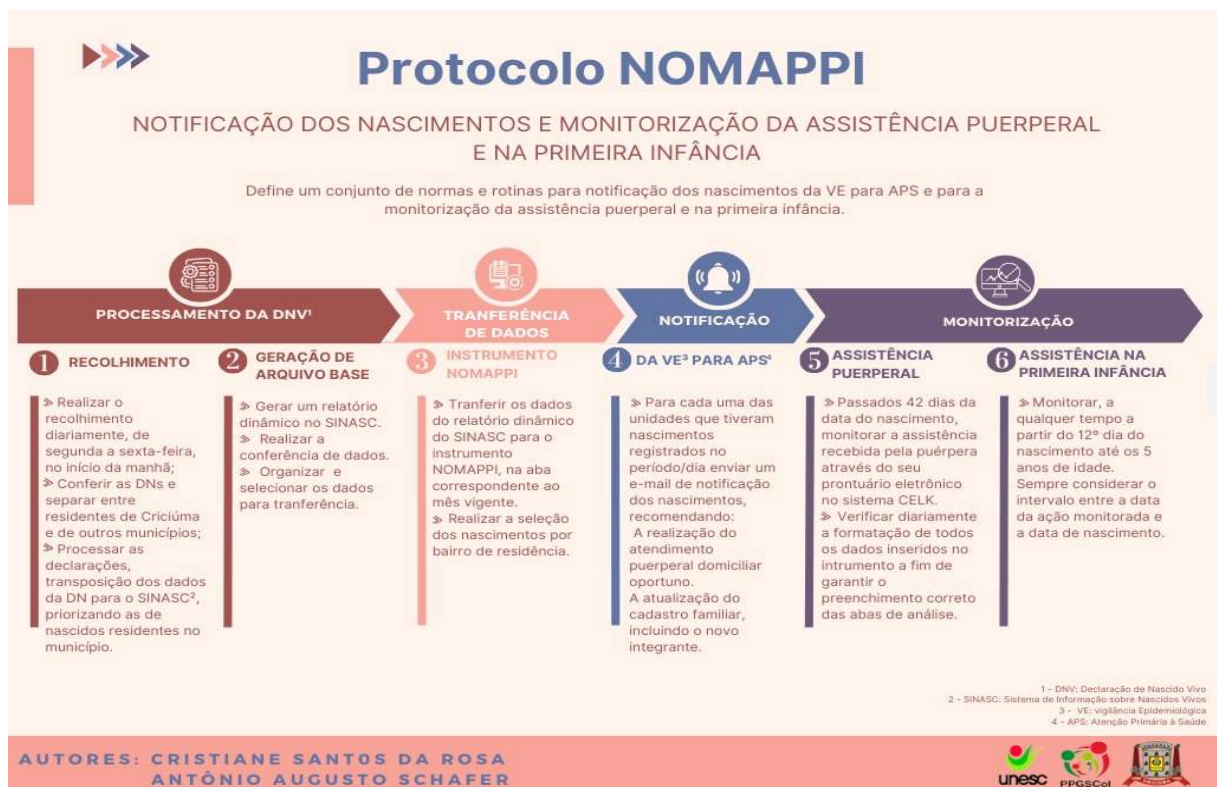 Protocolo NOMAPPI
NOTIFICAÇÃO DOS NASCIMENTOS E MONITORIZAÇÃO DA ASSISTÊNCIA PUERPERAL
E NA PRIMEIRA INFÂNCIA
Define um conjunto de normas e rotinas para notificação dos nascimentos da VE para APS e para a
monitorização da assistência puerperal e na primeira infância.
PROCESSAMENTO DA DNV¹
TRANFERÊNCIA
DE DADOS
NOTIFICAÇÃO
MONITORIZAÇÃO
1 RECOLHIMENTO
≫ Realizar o
recolhimento
diariamente, de
segunda a sexta-feira,
no início da manhã;
≫ Conferir as DNs e
separar entre
residentes de Criciúma
e de outros municípios;
≫ Processar as
declarações,
transposição dos dados
da DN para o SINASC²,
priorizando as de
nascidos residentes no
município.
2 GERAÇÃO DE
ARQUIVO BASE
≫ Gerar um relatório
dinâmico no SINASC.
≫ Realizar a
conferência de dados.
≫ Organizar e
selecionar os dados
para tranferência.
3 INSTRUMENTO
NOMAPPI
≫ Tranferir os dados
do relatório dinâmico
do SINASC para o
instrumento
NOMAPPI, na aba
correspondente ao
mês vigente.
≫ Realizar a seleção
dos nascimentos por
bairro de residência.
4 DA VE³ PARA APS⁴
≫ Para cada uma das
unidades que tiveram
nascimentos
registrados no
período/dia enviar um
e-mail de notificação
dos nascimentos,
recomendando:
A realização do
atendimento
puerperal domiciliar
oportuno.
A atualização do
cadastro familiar,
incluindo o novo
integrante.
5 ASSISTÊNCIA
PUERPERAL
≫ Passados 42 dias da
data do nascimento,
monitorar a assistência
recebida pela puérpera
através do seu
prontuário eletrônico
no sistema CELK.
≫ Verificar diariamente
a formatação de todos
os dados inseridos no
intrumento a fim de
garantir o
preenchimento correto
das abas de análise.
6 ASSISTÊNCIA NA
PRIMEIRA INFÂNCIA
≫ Monitorar, a
qualquer tempo a
partir do 12º dia do
nascimento até os 5
anos de idade.
Sempre considerar o
intervalo entre a data
da ação monitorada e
a data de nascimento.
1 - DNV: Declaração de Nascido Vivo
2 - SINASC: Sistema de Informação sobre Nascidos Vivos
3 - VE: vigilância Epidemiológica
4 - APS: Atenção Primária à Saúde
AUTORES: CRISTIANE SANTOS DA ROSA
ANTÔNIO AUGUSTO SCHAFER
unesc
PPGSCol